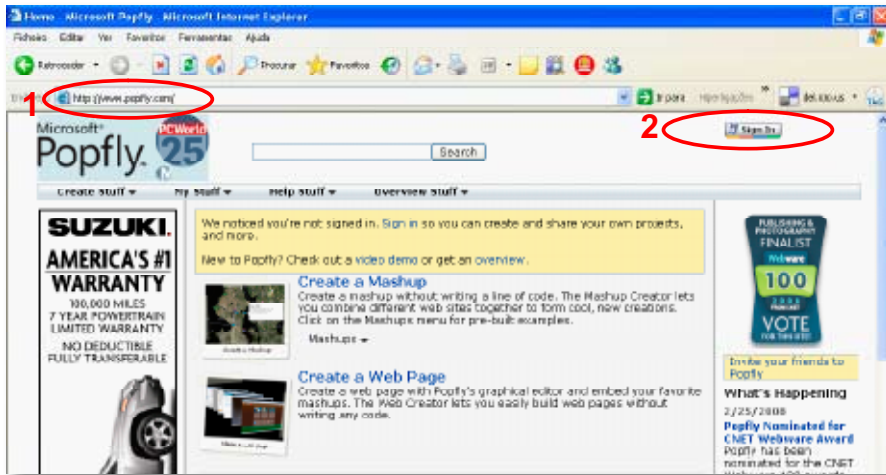 Home - Microsoft Popfly - Microsoft Internet Explorer
Ficheiro Editar Ver Favoritos Ferramentas Ajuda
Retroceder Procurar Favoritos
1
http://www.popfly.com/
Ir para
del.icio.us
2
Sign In
Microsoft®
Popfly.
PCWorld
25
Search
Create Stuff My Stuff Help Stuff Overview Stuff
SUZUKI.
AMERICA'S #1
WARRANTY
100,000 MILES
7 YEAR POWERTRAIN
LIMITED WARRANTY
NO DEDUCTIBLE
FULLY TRANSFERABLE
We noticed you're not signed in. Sign in so you can create and share your own projects,
and more.
New to Popfly? Check out a video demo or get an overview.
Create a Mashup
Create a mashup without writing a line of code. The Mashup Creator lets
you combine different web sites together to form cool, new creations.
Click on the Mashups menu for pre-built examples.
Mashups
Create a Web Page
Create a web page with Popfly's graphical editor and embed your favorite
mashups. The Web Creator lets you easily build web pages without
writing any code.
PUBLISHING &
PHOTOGRAPHY
FINALIST
Webware
100
2008
VOTE
FOR THIS SITE!
Invite your friends to
Popfly
What's Happening
2/25/2008
Popfly Nominated for
CNET Webware Award
Popfly has been
nominated for the CNET